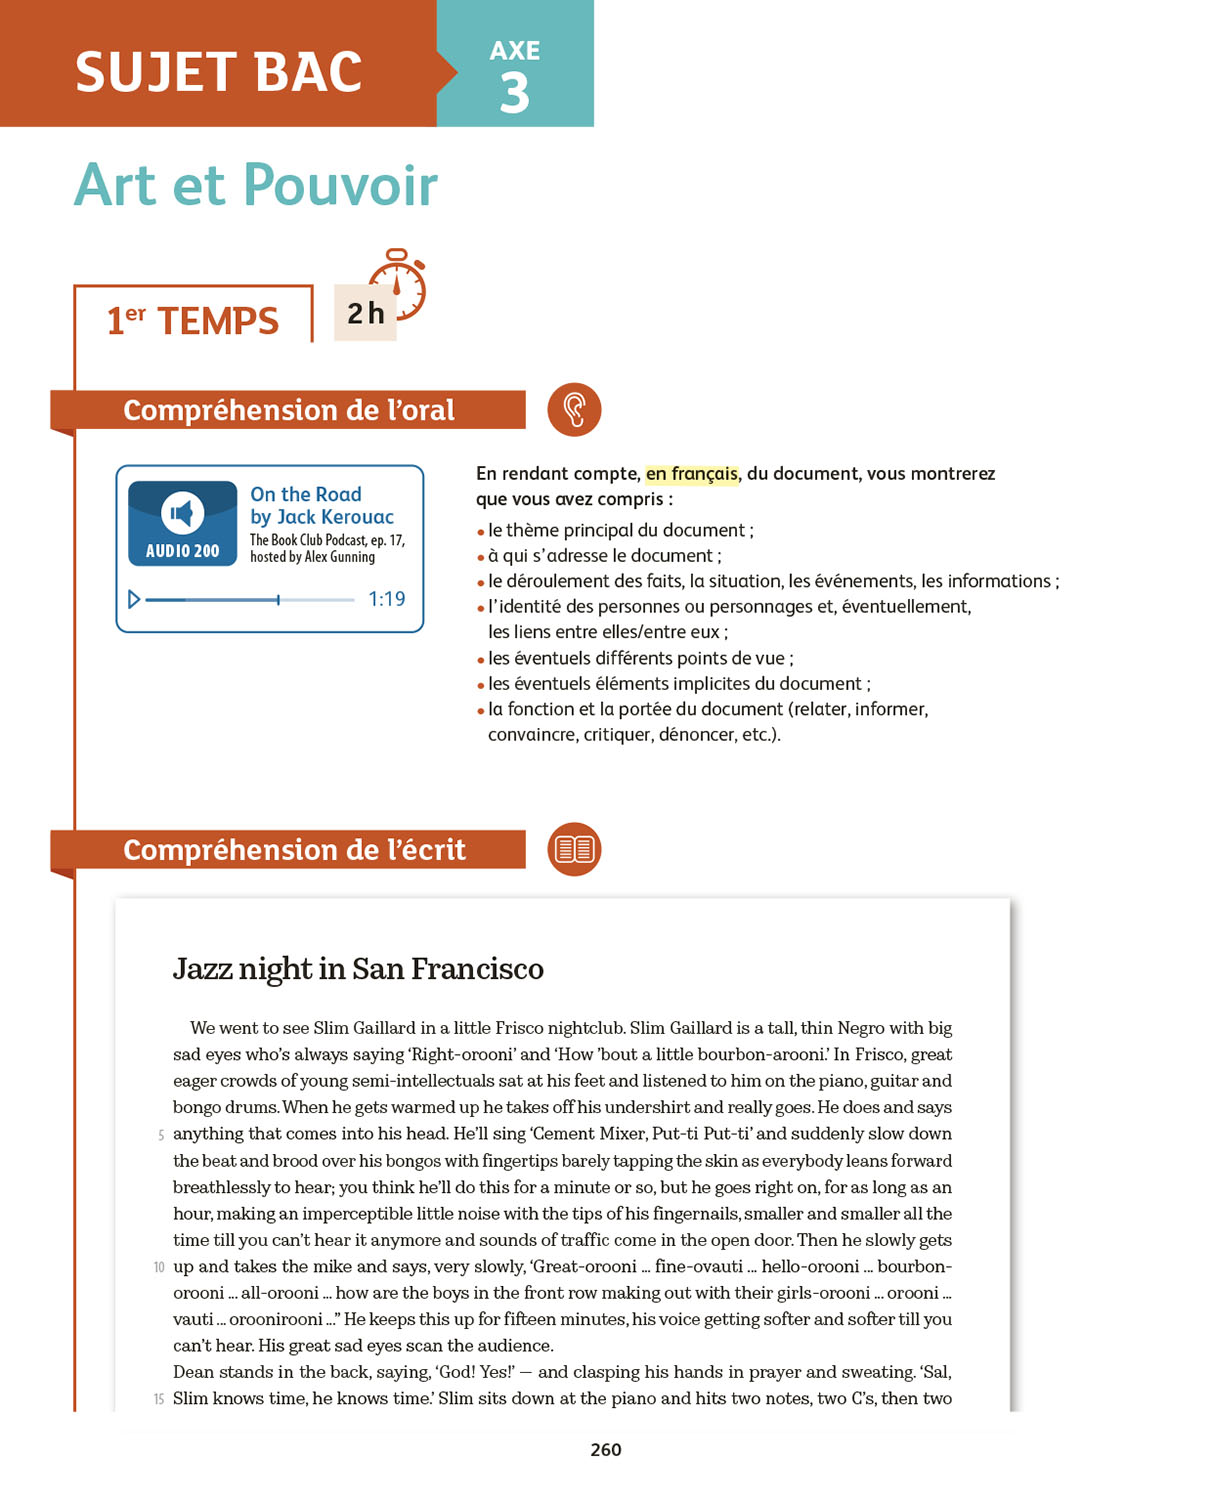 SUJET BAC
AXE
3
Art et Pouvoir
1er TEMPS
2 h
Compréhension de l'oral
AUDIO 200
On the Road
by Jack Kerouac
The Book Club Podcast, ep. 17,
hosted by Alex Gunning
1:19
En rendant compte, en français, du document, vous montrerez
que vous avez compris :
• le thème principal du document ;
• à qui s'adresse le document ;
• le déroulement des faits, la situation, les événements, les informations ;
• l'identité des personnes ou personnages et, éventuellement,
les liens entre elles/entre eux ;
• les éventuels différents points de vue ;
• les éventuels éléments implicites du document ;
• la fonction et la portée du document (relater, informer,
convaincre, critiquer, dénoncer, etc.).
Compréhension de l'écrit
Jazz night in San Francisco
We went to see Slim Gaillard in a little Frisco nightclub. Slim Gaillard is a tall, thin Negro with big
sad eyes who's always saying 'Right-orooni' and 'How 'bout a little bourbon-arooni.' In Frisco, great
eager crowds of young semi-intellectuals sat at his feet and listened to him on the piano, guitar and
bongo drums. When he gets warmed up he takes off his undershirt and really goes. He does and says
5 anything that comes into his head. He'll sing 'Cement Mixer, Put-ti Put-ti' and suddenly slow down
the beat and brood over his bongos with fingertips barely tapping the skin as everybody leans forward
breathlessly to hear; you think he'll do this for a minute or so, but he goes right on, for as long as an
hour, making an imperceptible little noise with the tips of his fingernails, smaller and smaller all the
time till you can't hear it anymore and sounds of traffic come in the open door. Then he slowly gets
10 up and takes the mike and says, very slowly, 'Great-orooni ... fine-ovauti ... hello-orooni ... bourbon-
orooni ... all-orooni ... how are the boys in the front row making out with their girls-orooni ... orooni ...
vauti ... oroonirooni ..." He keeps this up for fifteen minutes, his voice getting softer and softer till you
can't hear. His great sad eyes scan the audience.
Dean stands in the back, saying, 'God! Yes!' — and clasping his hands in prayer and sweating. 'Sal,
15 Slim knows time, he knows time.' Slim sits down at the piano and hits two notes, two C's, then two
260